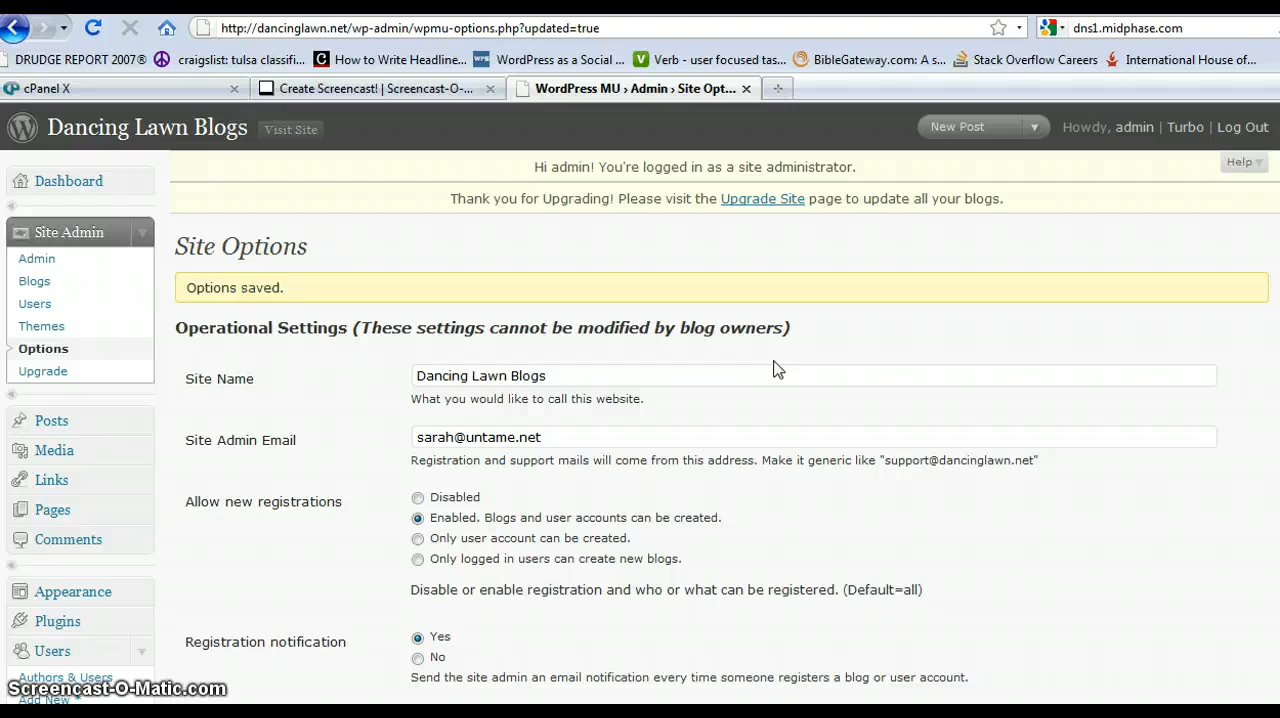 http://dancinglawn.net/wp-admin/wpmu-options.php?updated=true
dns1.midphase.com
DRUDGE REPORT 2007® craigslist: tulsa classifi... How to Write Headline... WordPress as a Social ... Verb - user focused tas... BibleGateway.com: A s... Stack Overflow Careers International House of...
cPanel X Create Screencast! | Screencast-O-... WordPress MU › Admin › Site Opt...
Dancing Lawn Blogs Visit Site New Post Howdy, admin | Turbo | Log Out
Hi admin! You're logged in as a site administrator. Help
Thank you for Upgrading! Please visit the Upgrade Site page to update all your blogs.
Dashboard
Site Admin
Admin
Blogs
Users
Themes
Options
Upgrade
Posts
Media
Links
Pages
Comments
Appearance
Plugins
Users
Authors & Users
Add New
Site Options
Options saved.
Operational Settings (These settings cannot be modified by blog owners)
Site Name Dancing Lawn Blogs
What you would like to call this website.
Site Admin Email sarah@untame.net
Registration and support mails will come from this address. Make it generic like "support@dancinglawn.net"
Allow new registrations Disabled
Enabled. Blogs and user accounts can be created.
Only user account can be created.
Only logged in users can create new blogs.
Disable or enable registration and who or what can be registered. (Default=all)
Registration notification Yes
No
Send the site admin an email notification every time someone registers a blog or user account.
Screencast-O-Matic.com